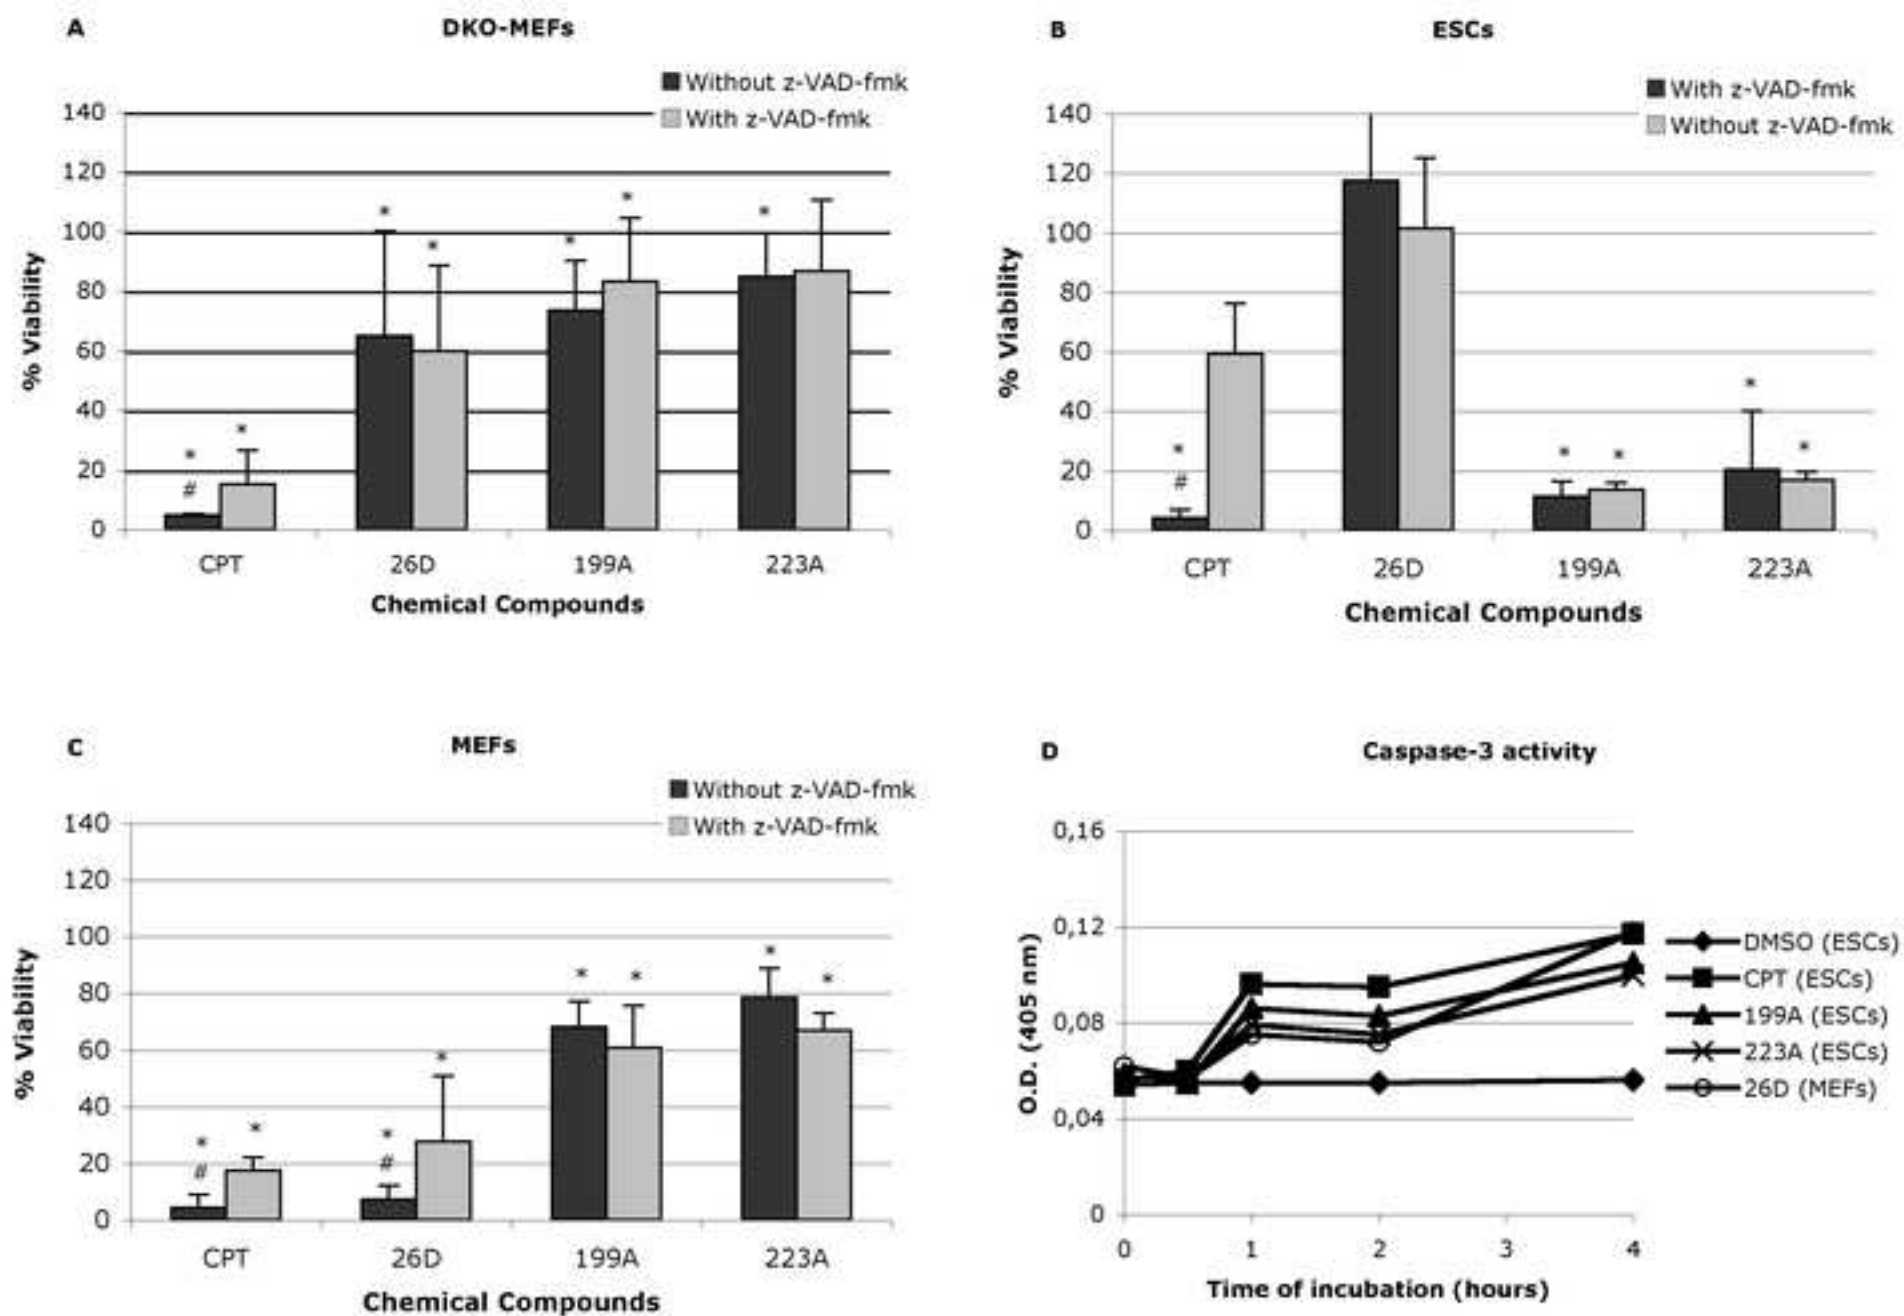 A
DKO-MEFs
Without z-VAD-fmk
With z-VAD-fmk
140
120
100
80
60
40
20
0
% Viability
* * * * * * *
#
CPT 26D 199A 223A
Chemical Compounds
B
ESCs
With z-VAD-fmk
Without z-VAD-fmk
140
120
100
80
60
40
20
0
% Viability
* * * * *
#
CPT 26D 199A 223A
Chemical Compounds
C
MEFs
Without z-VAD-fmk
With z-VAD-fmk
140
120
100
80
60
40
20
0
% Viability
* * * * * * * *
# #
CPT 26D 199A 223A
Chemical Compounds
D
Caspase-3 activity
0,16
0,12
0,08
0,04
0
O.D. (405 nm)
DMSO (ESCs)
CPT (ESCs)
199A (ESCs)
223A (ESCs)
26D (MEFs)
0 1 2 3 4
Time of incubation (hours)